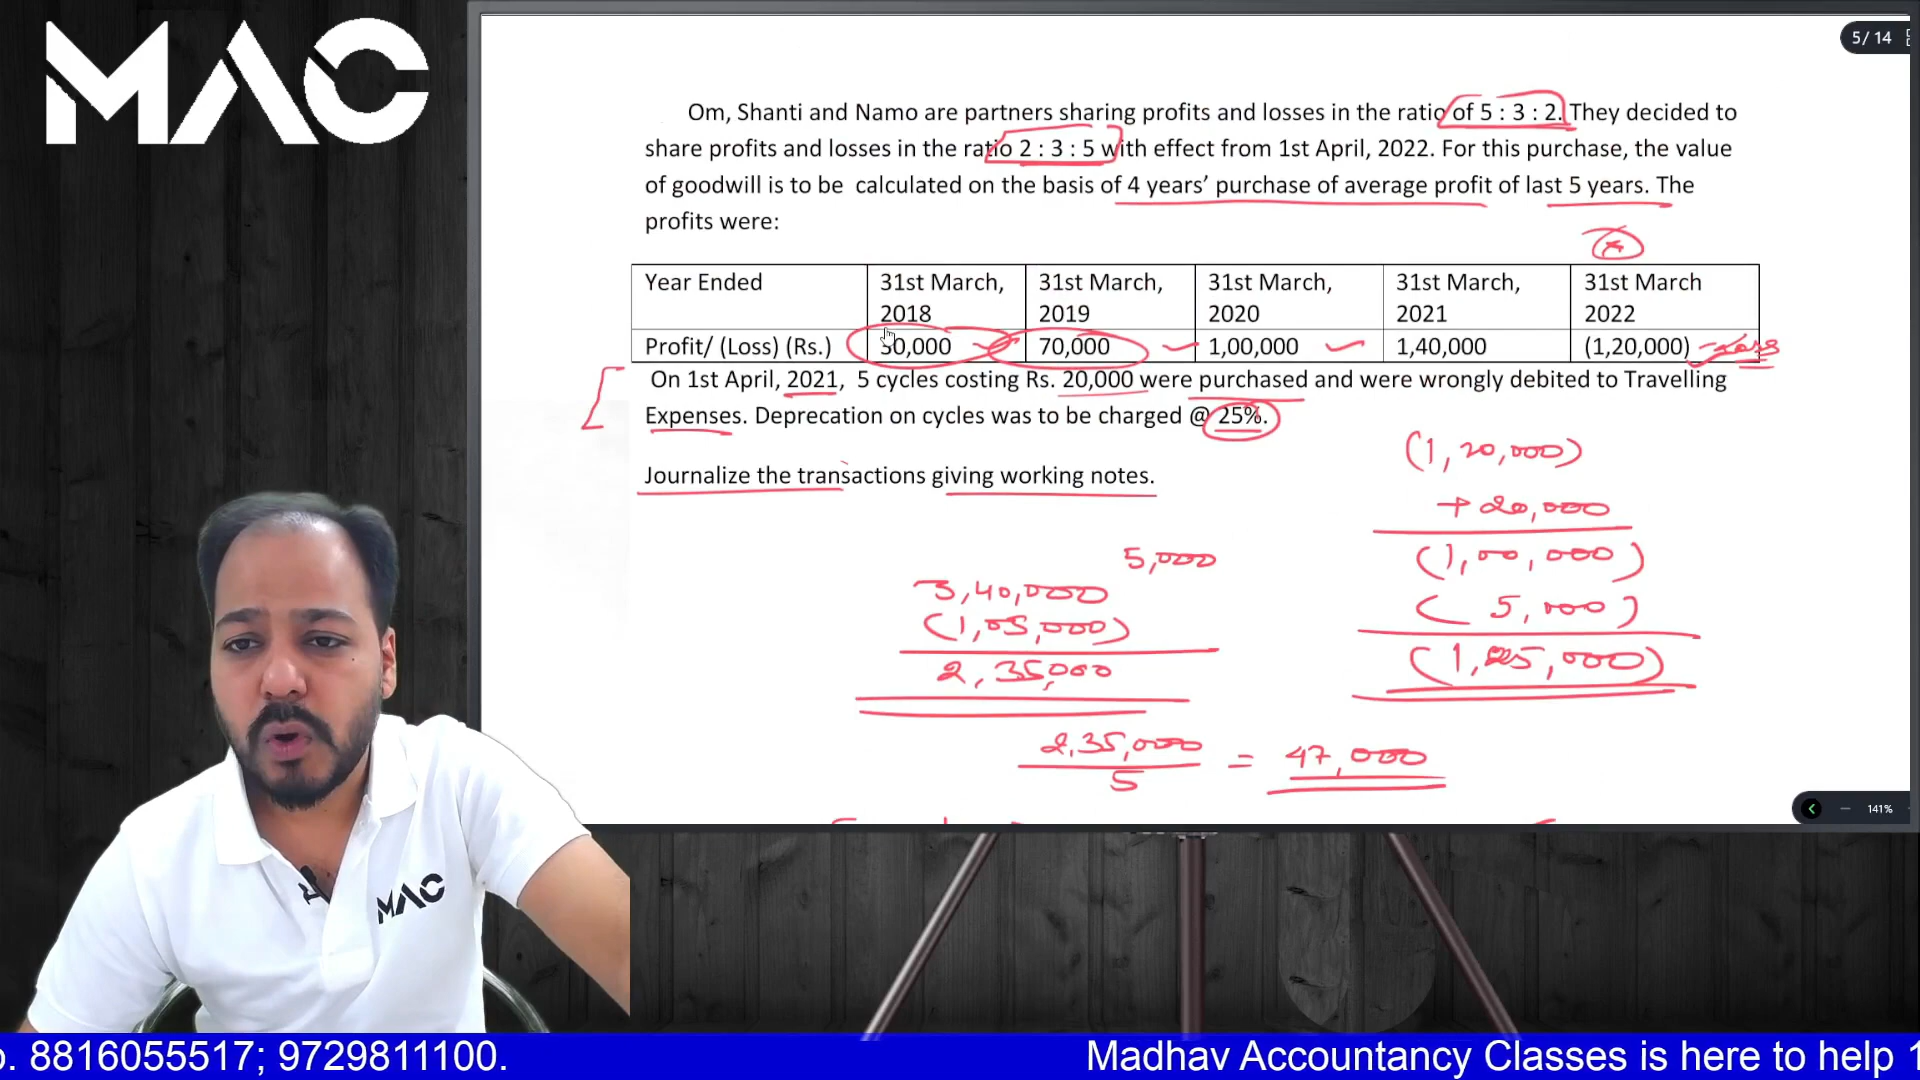 MAC
5/ 14
Om, Shanti and Namo are partners sharing profits and losses in the ratio of 5 : 3 : 2. They decided to
share profits and losses in the ratio 2 : 3 : 5 with effect from 1st April, 2022. For this purchase, the value
of goodwill is to be calculated on the basis of 4 years’ purchase of average profit of last 5 years. The
profits were:
Year Ended 31st March, 2018 31st March, 2019 31st March, 2020 31st March, 2021 31st March 2022
Profit/ (Loss) (Rs.) 50,000 70,000 1,00,000 1,40,000 (1,20,000)
On 1st April, 2021, 5 cycles costing Rs. 20,000 were purchased and were wrongly debited to Travelling
Expenses. Deprecation on cycles was to be charged @ 25%.
(1,20,000)
Journalize the transactions giving working notes.
+ 20,000
5,000
(1,00,000)
3,40,000
( 5,000)
(1,05,000)
2,35,000
2,35,000
5
= 47,000
141%
MAC
8816055517; 9729811100.
Madhav Accountancy Classes is here to help